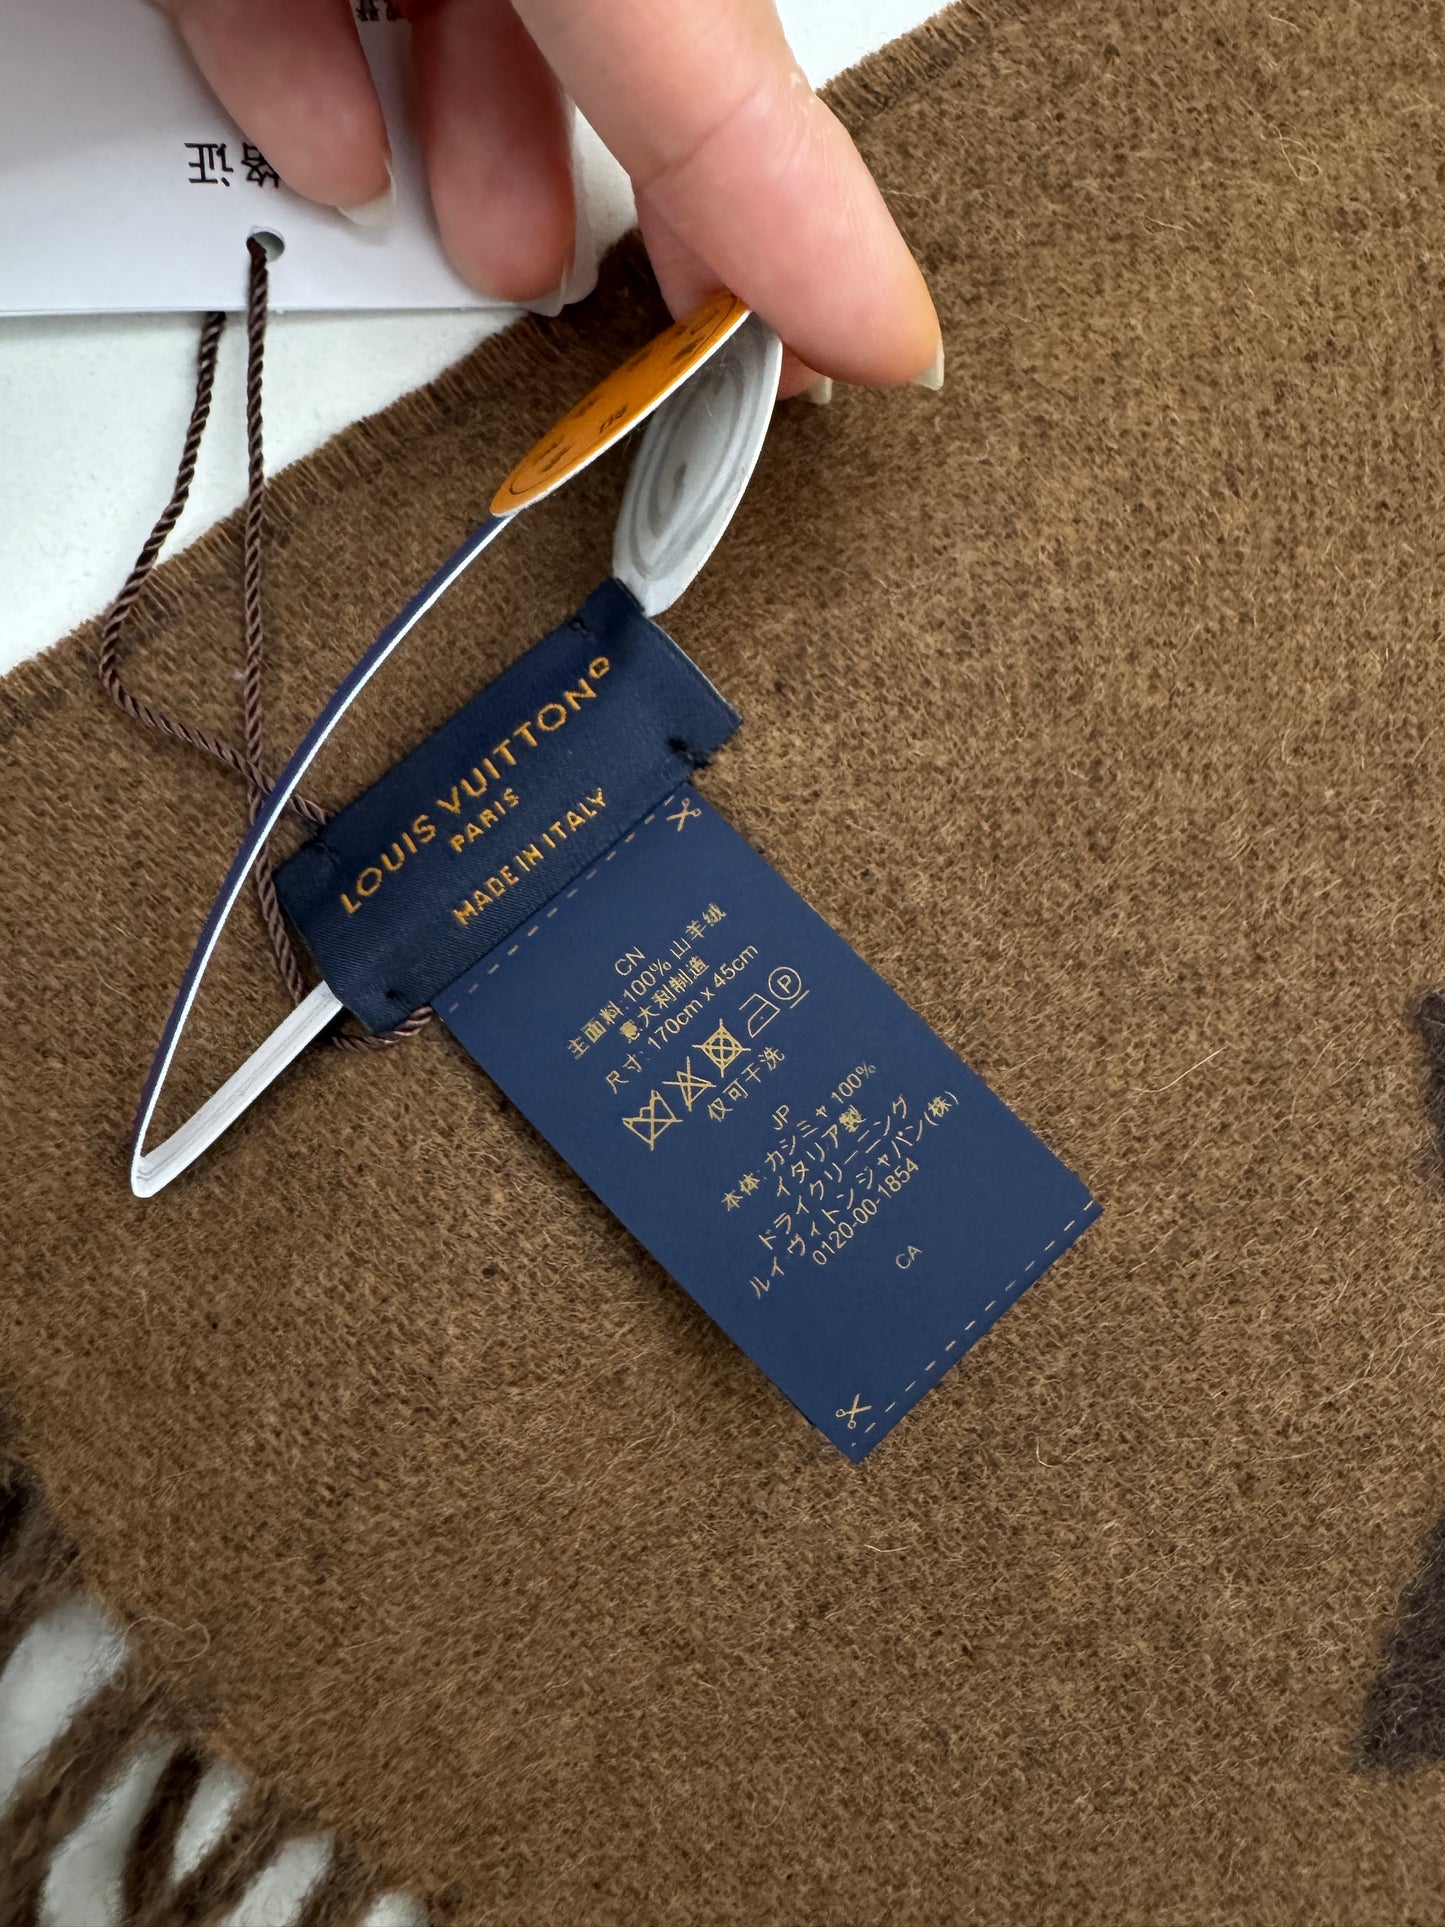 格证
LOUIS VUITTON®
PARIS
MADE IN ITALY
CN
主面料:100% 山羊绒
意大利制造
尺寸: 170cm x 45cm
P
仅可干洗
JP
本体: カシミヤ 100%
イタリア製
ドライクリーニング
ルイ・ヴィトン ジャパン(株)
0120-00-1854
CA